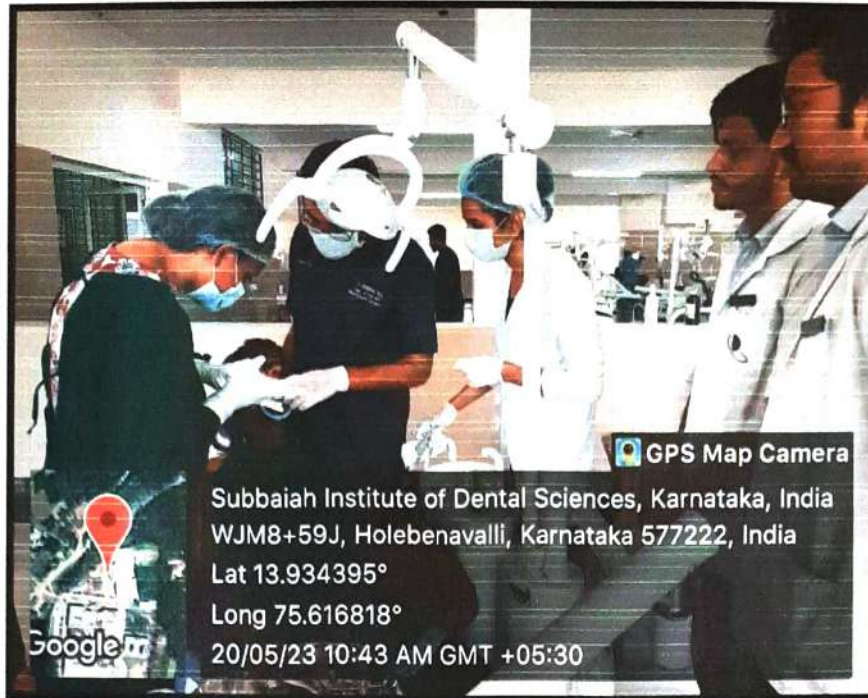 GPS Map Camera
Subbaiah Institute of Dental Sciences, Karnataka, India
WJM8+59J, Holebenavalli, Karnataka 577222, India
Lat 13.934395°
Long 75.616818°
20/05/23 10:43 AM GMT +05:30
Google